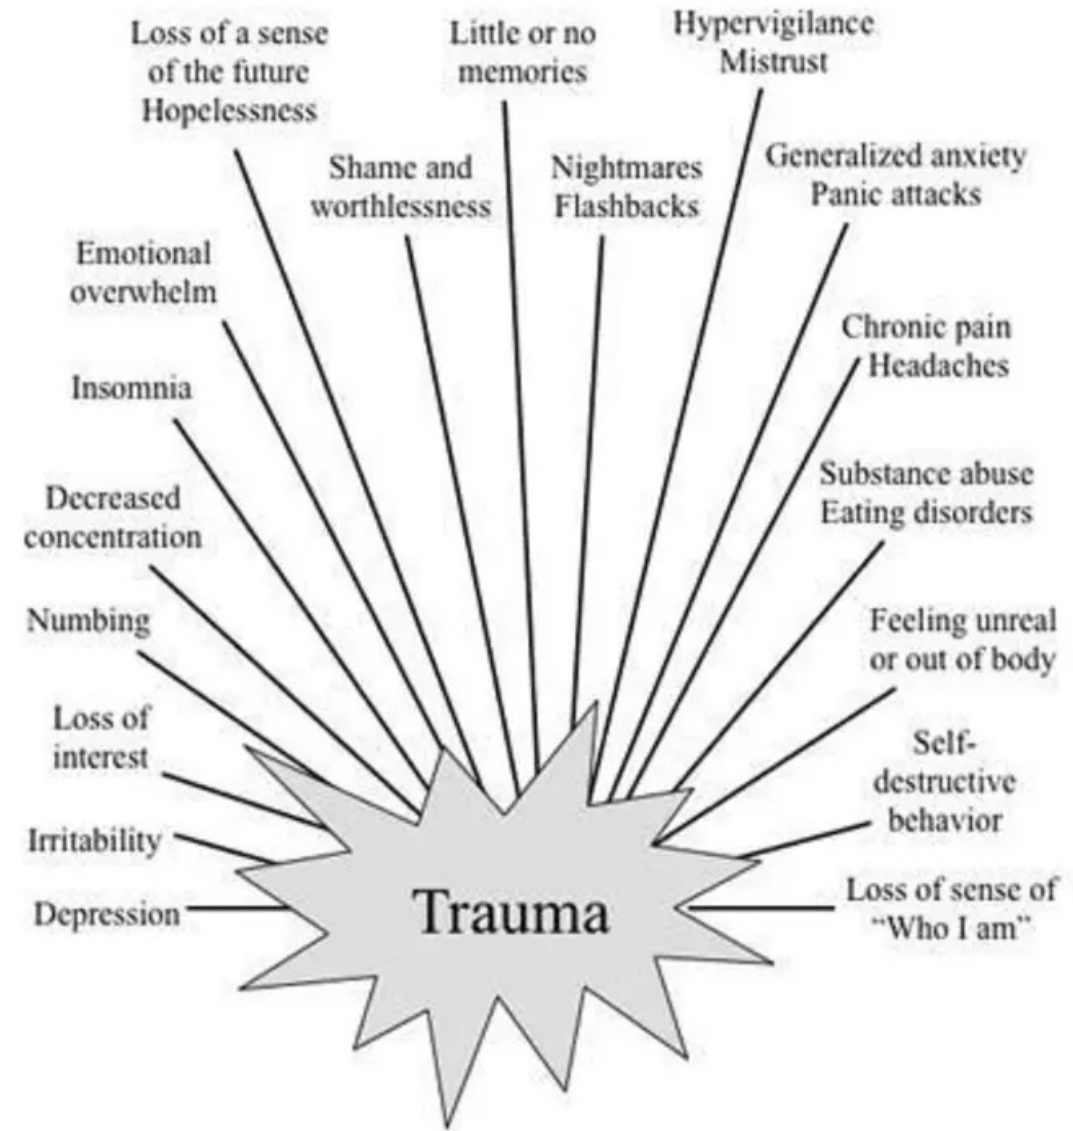 Loss of a sense
of the future
Hopelessness
Little or no
memories
Hypervigilance
Mistrust
Shame and
worthlessness
Nightmares
Flashbacks
Generalized anxiety
Panic attacks
Emotional
overwhelm
Chronic pain
Headaches
Insomnia
Substance abuse
Eating disorders
Decreased
concentration
Numbing
Feeling unreal
or out of body
Loss of
interest
Self-
destructive
behavior
Irritability
Depression
Trauma
Loss of sense of
“Who I am”